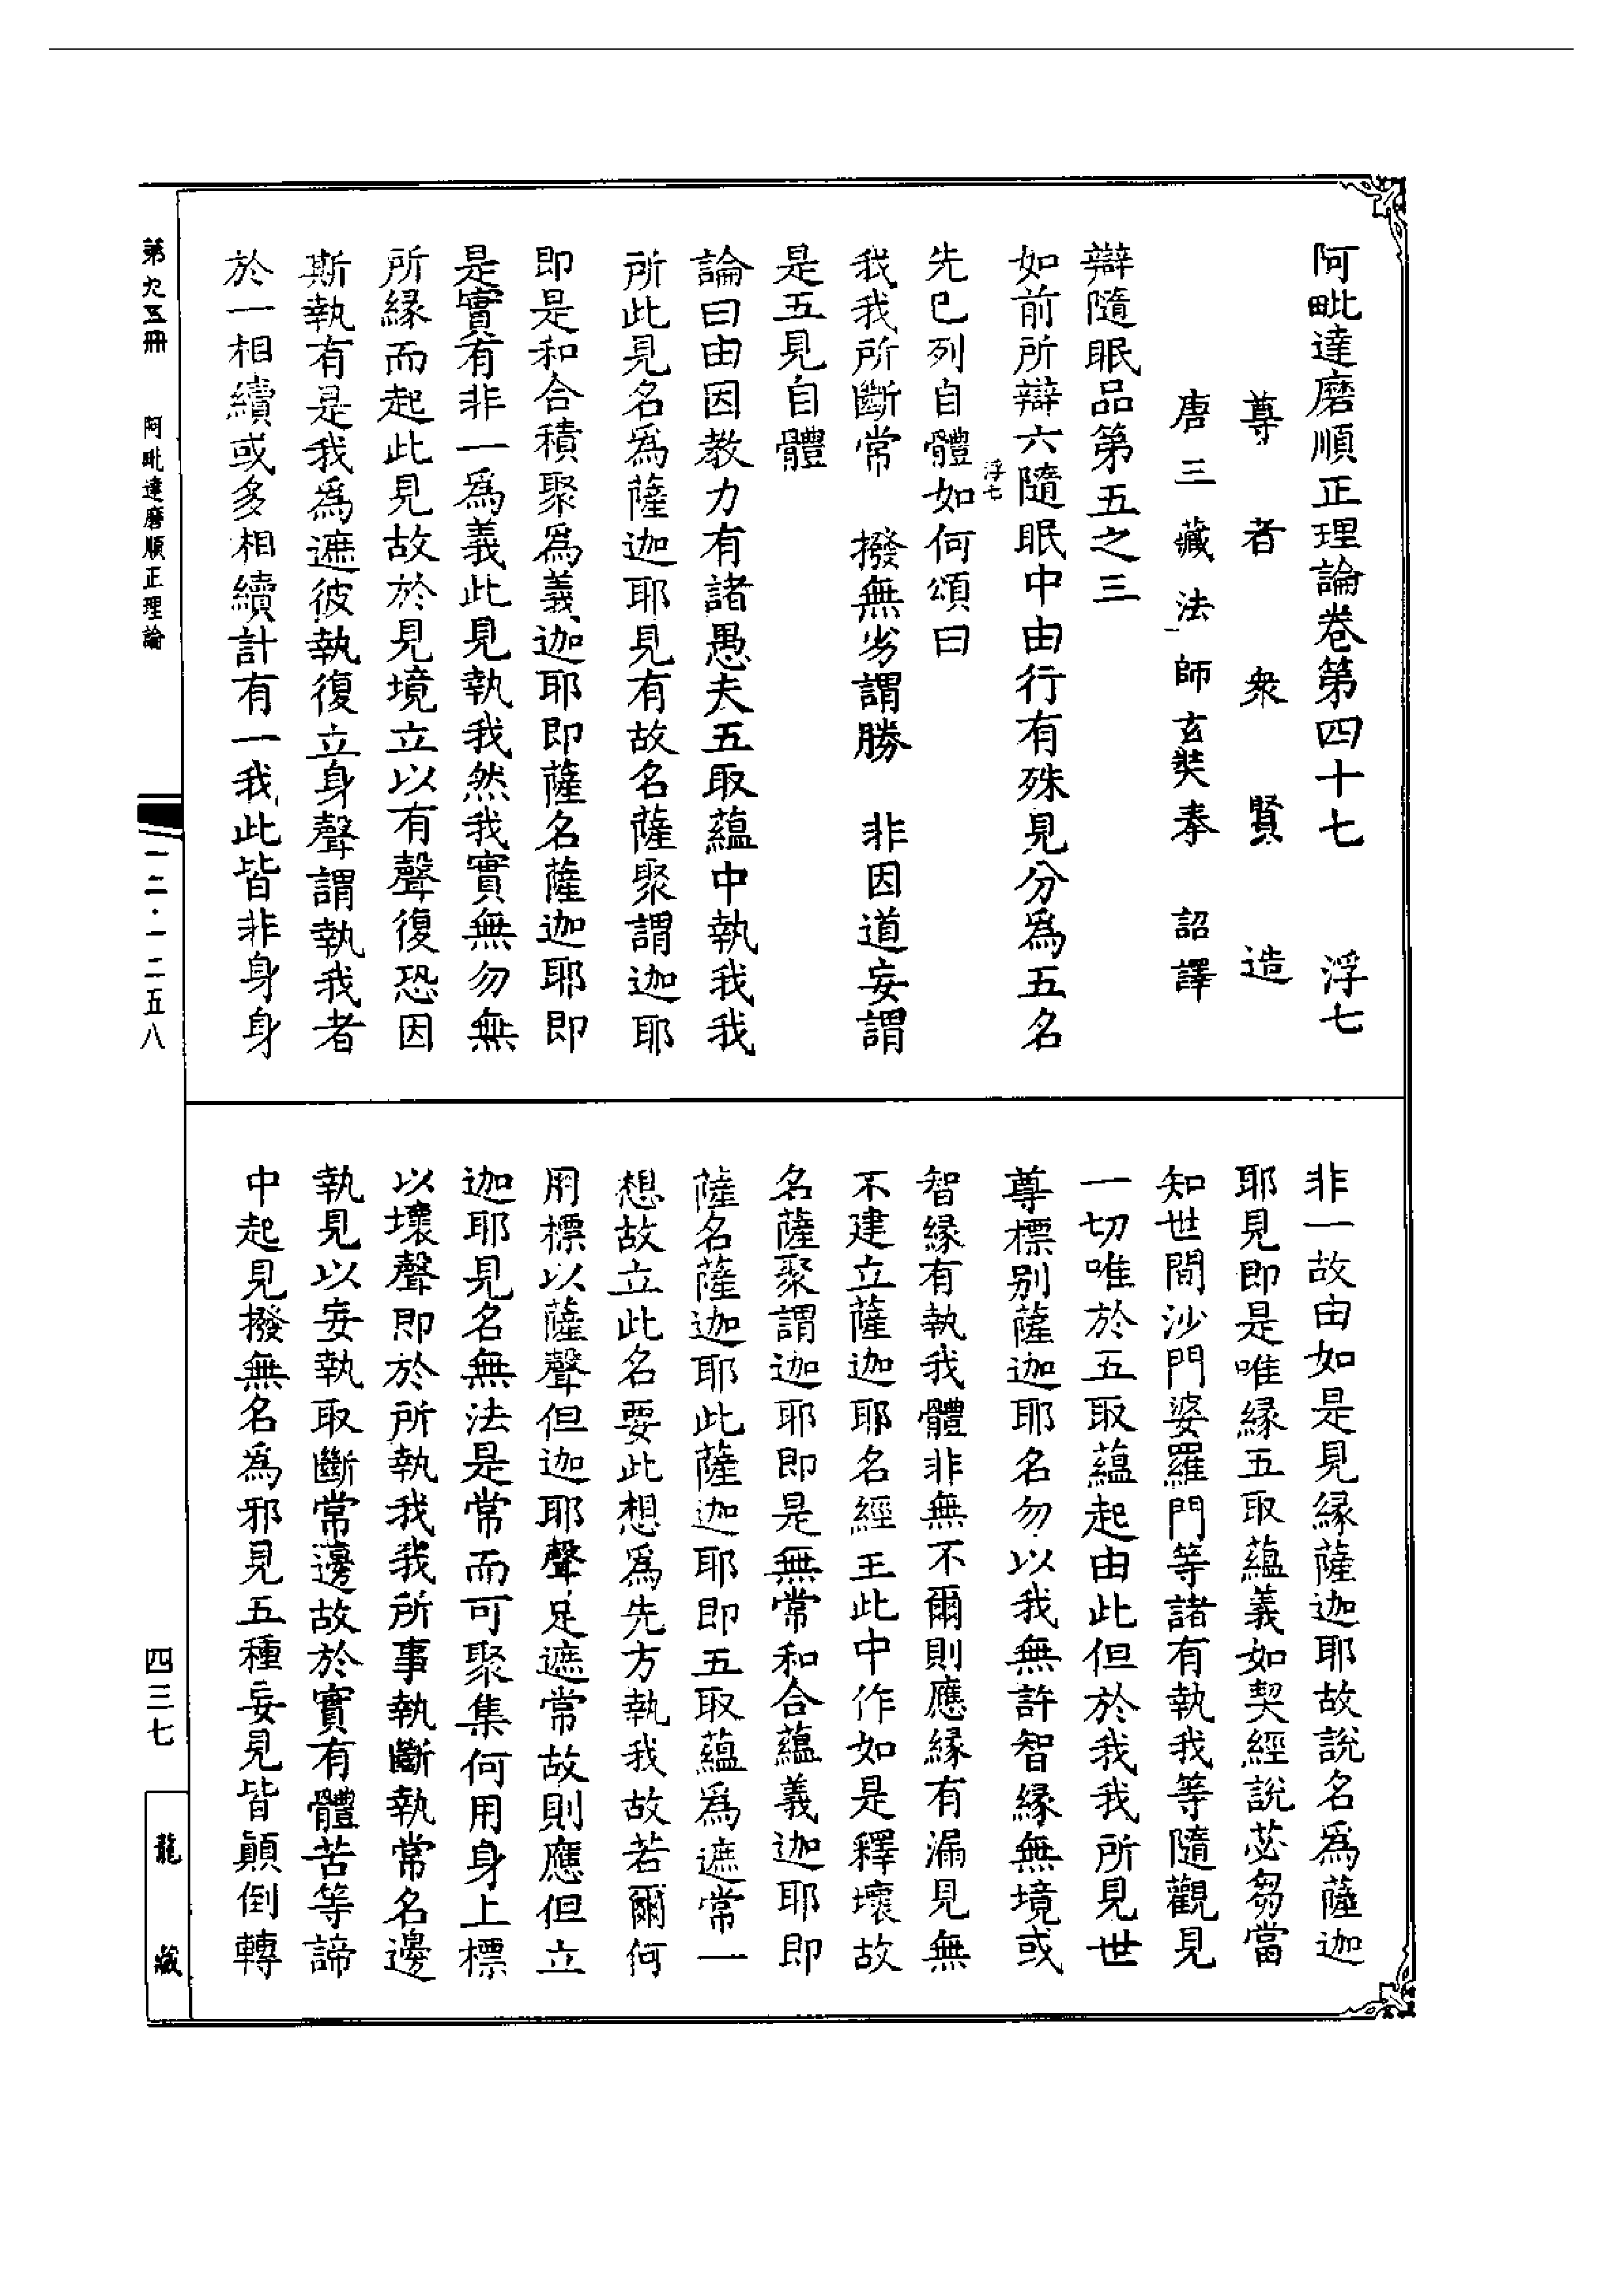 阿毗達磨順正理論卷第四十七 浮七
尊者衆賢造
唐三藏法師玄奘奉 詔譯
辯隨眠品第五之三
如前所辯六隨眠中由行有殊見分爲五名
浮七
先已列自體如何頌曰
我我所斷常 撥無劣謂勝 非因道妄謂
是五見自體
論曰由因教力有諸愚夫五取蘊中執我我
所此見名爲薩迦耶見有故名薩聚謂迦耶
即是和合積聚爲義迦耶即薩名薩迦耶即
是實有非一爲義此見執我然我實無勿無
所緣而起此見故於見境立以有聲復恐因
斯執有是我爲遮彼執復立身聲謂執我者
於一相續或多相續計有一我此皆非身身
非一故由如是見緣薩迦耶故說名爲薩迦
耶見即是唯緣五取蘊義如契經說苾芻當
知世間沙門婆羅門等諸有執我等隨觀見
一切唯於五取蘊起由此但於我我所見世
尊標别薩迦耶名勿以我無許智緣無境或
智緣有執我體非無不爾則應緣有漏見無
不建立薩迦耶名經王此中作如是釋壞故
名薩聚謂迦耶即是無常和合蘊義迦耶即
薩名薩迦耶此薩迦耶即五取蘊爲遮常一
想故立此名要此想爲先方執我故若爾何
用標以薩聲但迦耶聲足遮常故則應但立
迦耶見名無法是常而可聚集何用身上標
以壞聲即於所執我我所事執斷執常名邊
執見以妄執取斷常邊故於實有體苦等諦
中起見撥無名爲邪見五種妄見皆顛倒轉
第九五冊 阿毗達磨順正理論
一二·一二五八
四三七
龍藏